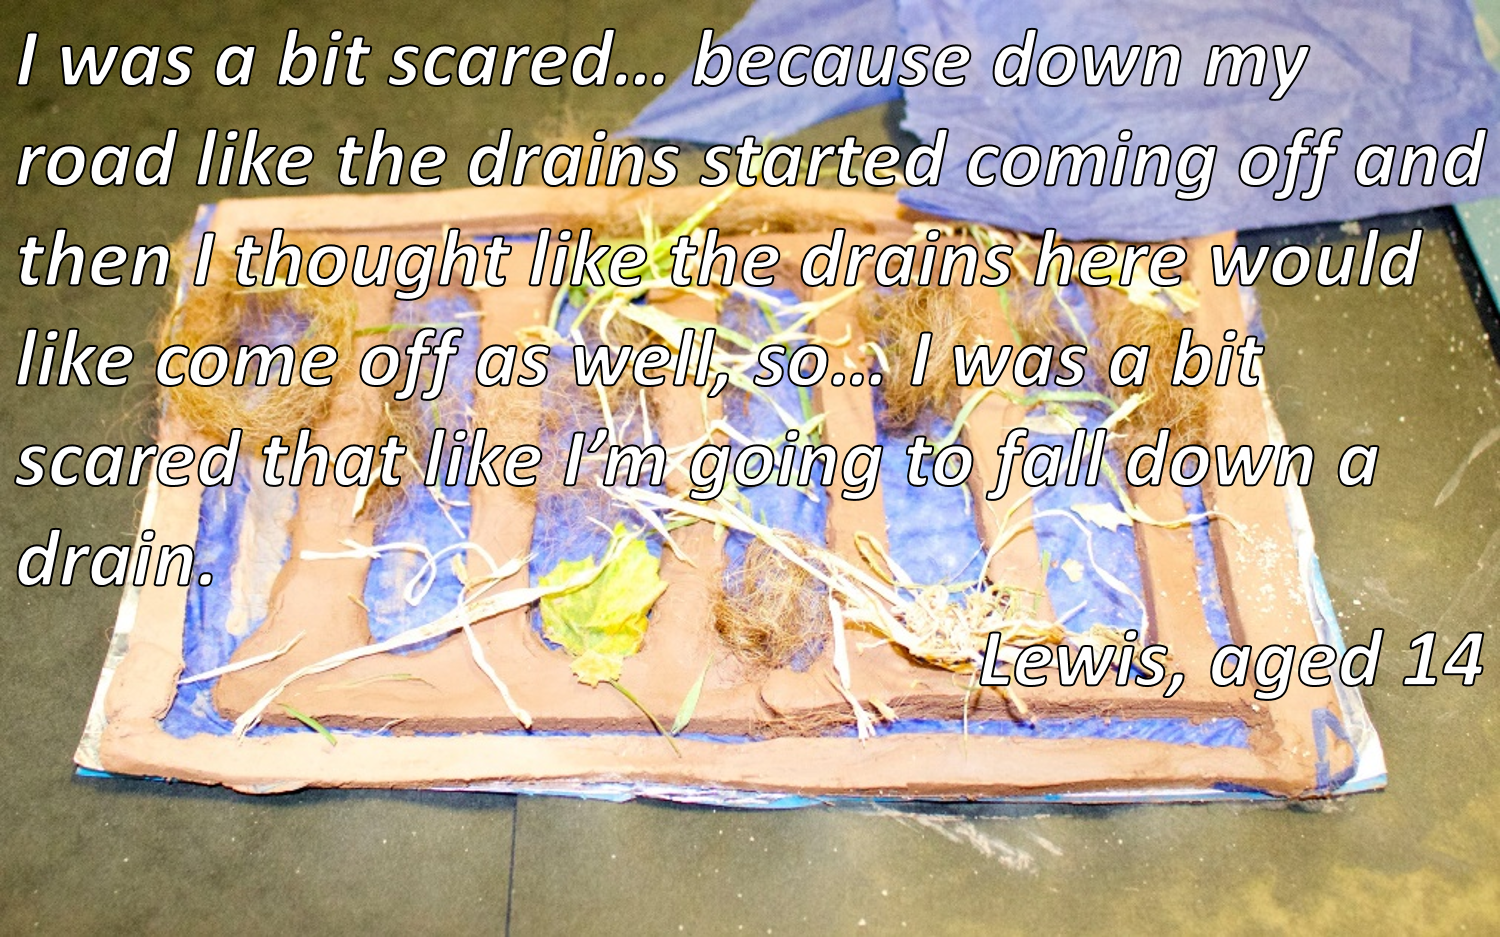 I was a bit scared… because down my
road like the drains started coming off and
then I thought like the drains here would
like come off as well, so… I was a bit
scared that like I’m going to fall down a
drain.
Lewis, aged 14